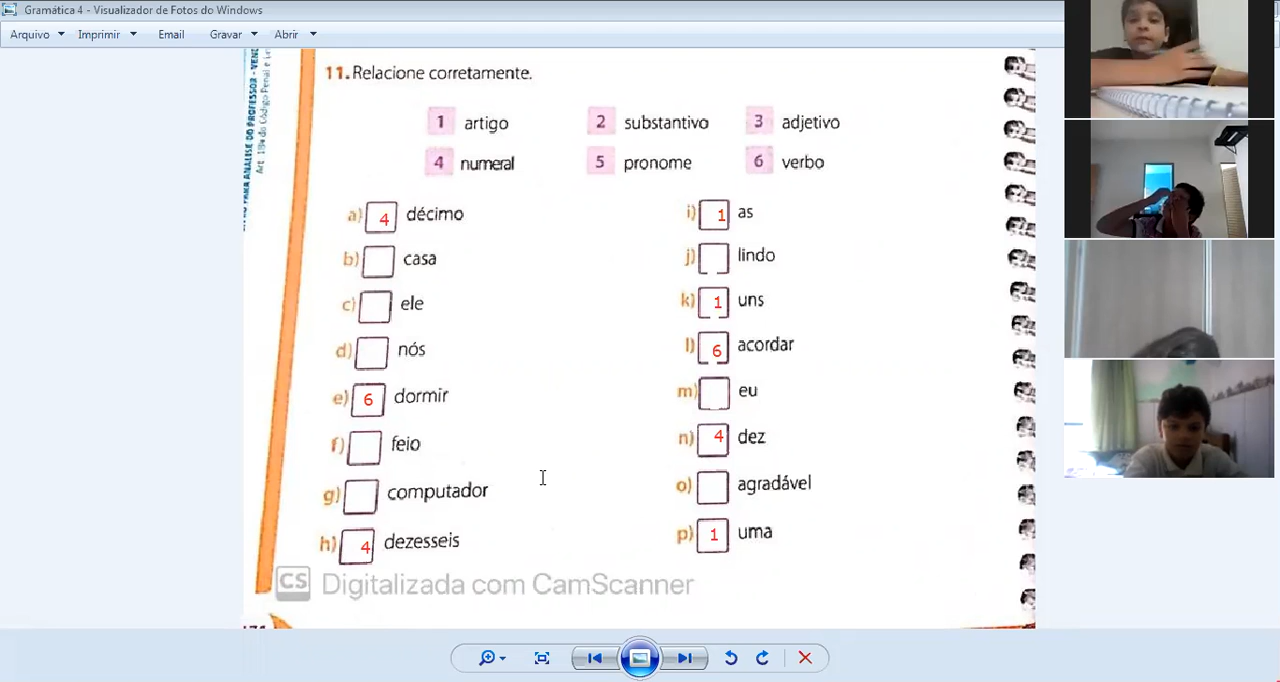 Gramática 4 - Visualizador de Fotos do Windows
Arquivo Imprimir Email Gravar Abrir
11. Relacione corretamente.
1 artigo 2 substantivo 3 adjetivo
4 numeral 5 pronome 6 verbo
a) 4 décimo
b) casa
c) ele
d) nós
e) 6 dormir
f) feio
g) computador
h) 4 dezesseis
i) 1 as
j) lindo
k) 1 uns
l) 6 acordar
m) eu
n) 4 dez
o) agradável
p) 1 uma
CS Digitalizada com CamScanner